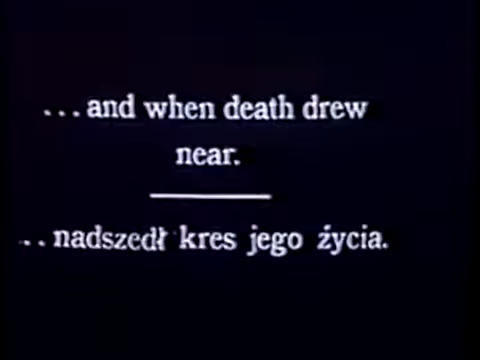 ...and when death drew
near.
..nadszedł kres jego życia.